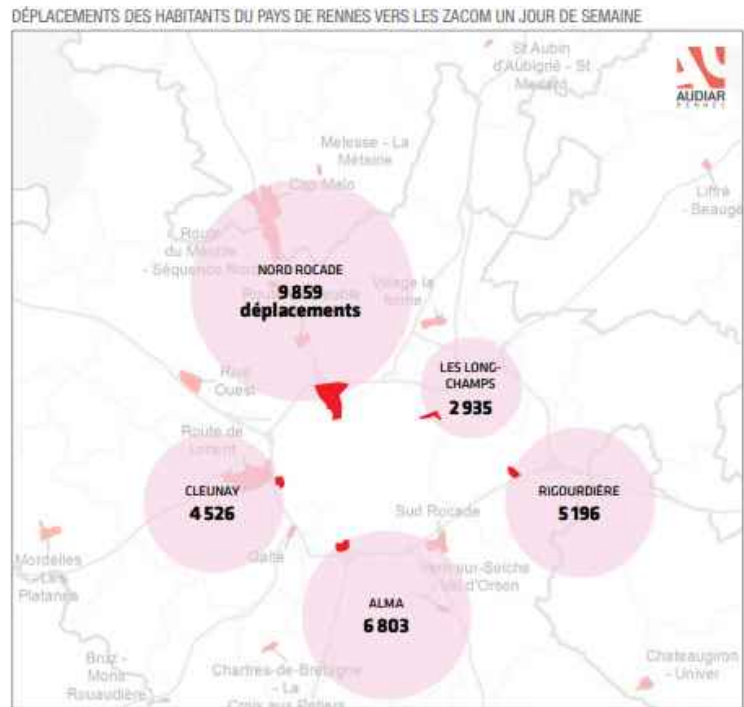 DÉPLACEMENTS DES HABITANTS DU PAYS DE RENNES VERS LES ZACOM UN JOUR DE SEMAINE
St Aubin
d'Aubigné - St
AUDIAR
RENNES
Melesse - La
Métairie
Cap Malo
Liffré
- Beaugé
Route
du Meuble
- Séquence Nord
NORD ROCADE
9 859
déplacements
Village la
forme
LES LONG-
CHAMPS
2 935
Rive
Ouest
Route de
Lorient
CLEUNAY
4 526
RIGOURDIÈRE
5 196
Sud Rocade
Mordelles
- Les
Platanes
Gaîté
Vern-sur-Seiche
- Val d'Orson
ALMA
6 803
Bruz -
Mons
Rouaudière
Chartres-de-Bretagne
- La
Croix aux Potiers
Chateaugiron
- Univer